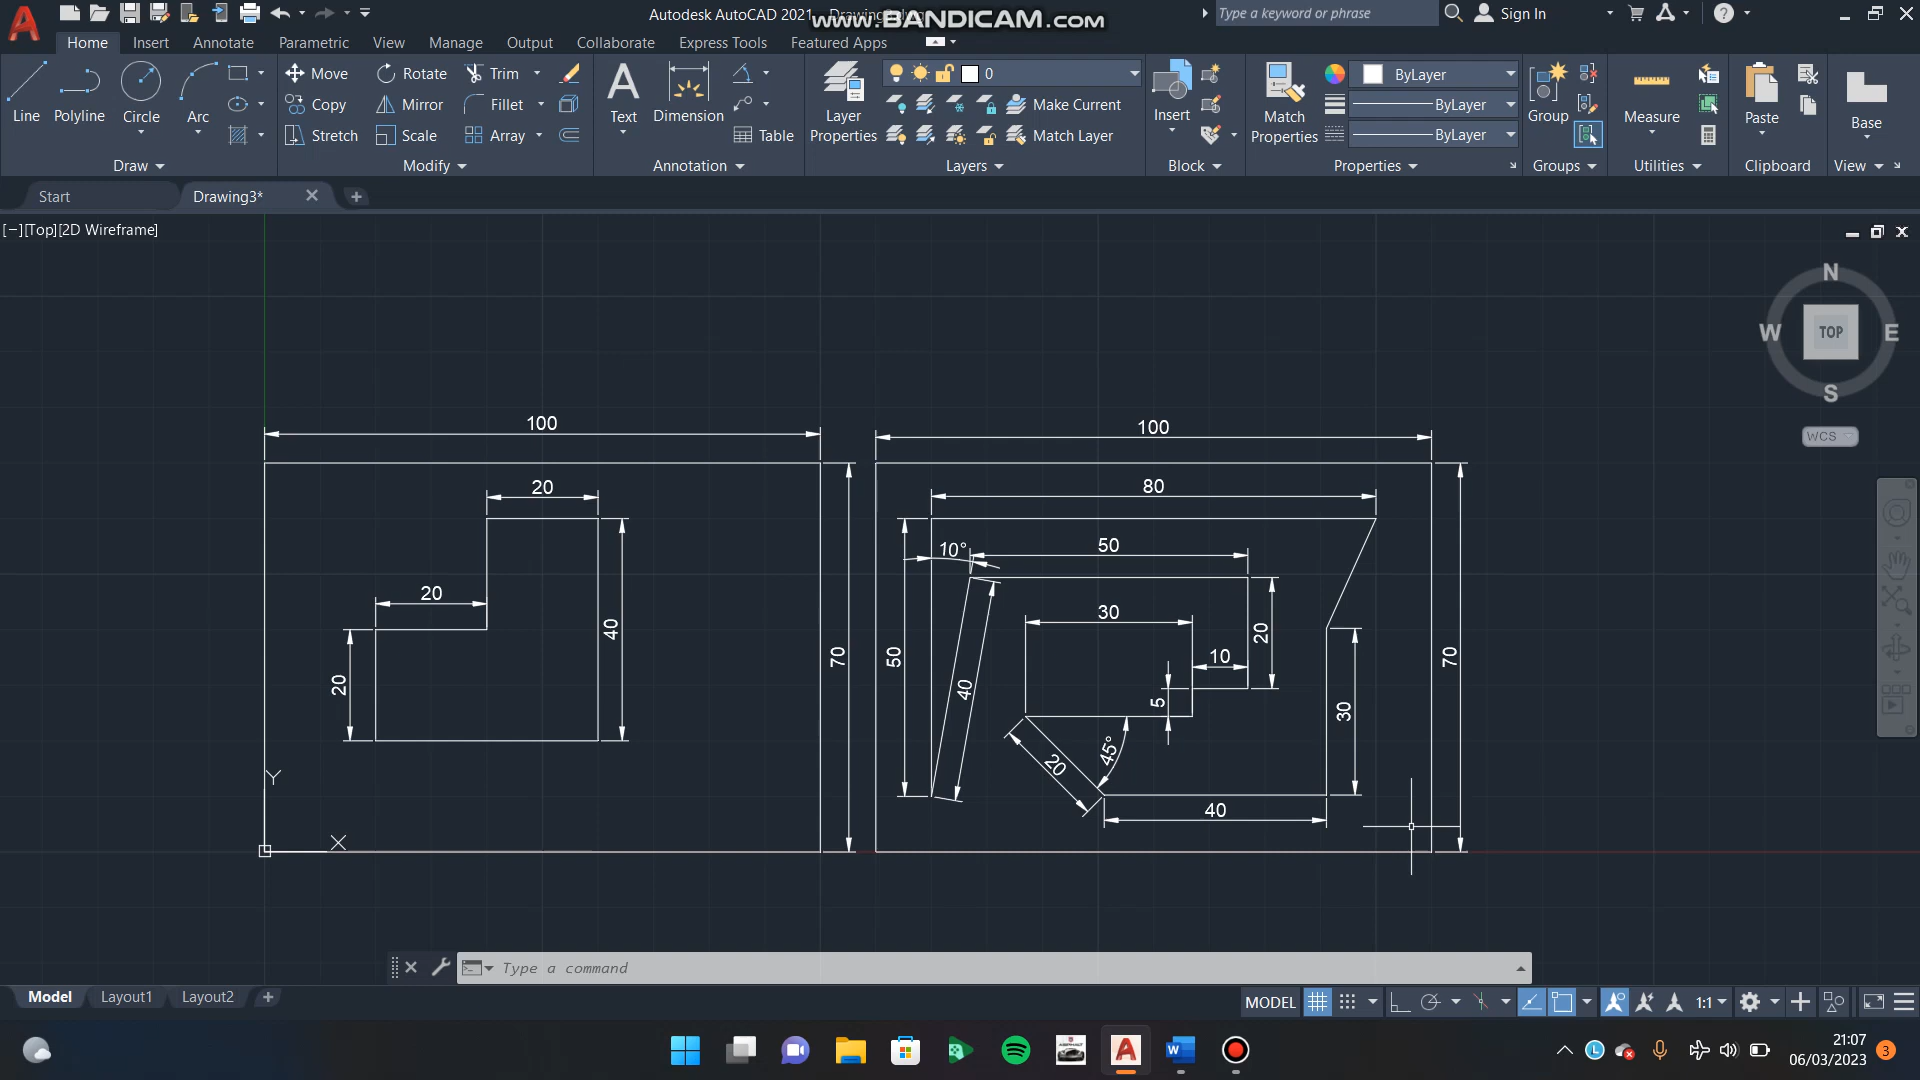 Autodesk AutoCAD 2021
www.BANDICAM.com
Type a keyword or phrase
Sign In
Home Insert Annotate Parametric View Manage Output Collaborate Express Tools Featured Apps
Line Polyline Circle Arc
Move Rotate Trim
Copy Mirror Fillet
Stretch Scale Array
Text Dimension Table
Layer Properties
0
Make Current
Match Layer
Insert
Match Properties
ByLayer
ByLayer
ByLayer
Group
Measure
Paste
Base
Draw Modify Annotation Layers Block Properties Groups Utilities Clipboard View
Start Drawing3*
[−][Top][2D Wireframe]
N
W TOP E
S
WCS
100
20
20
20
40
70
Y
X
100
80
10°
50
50
40
30
20
10
5
45°
20
30
40
70
Type a command
Model Layout1 Layout2
MODEL 1:1
21:07
06/03/2023
3